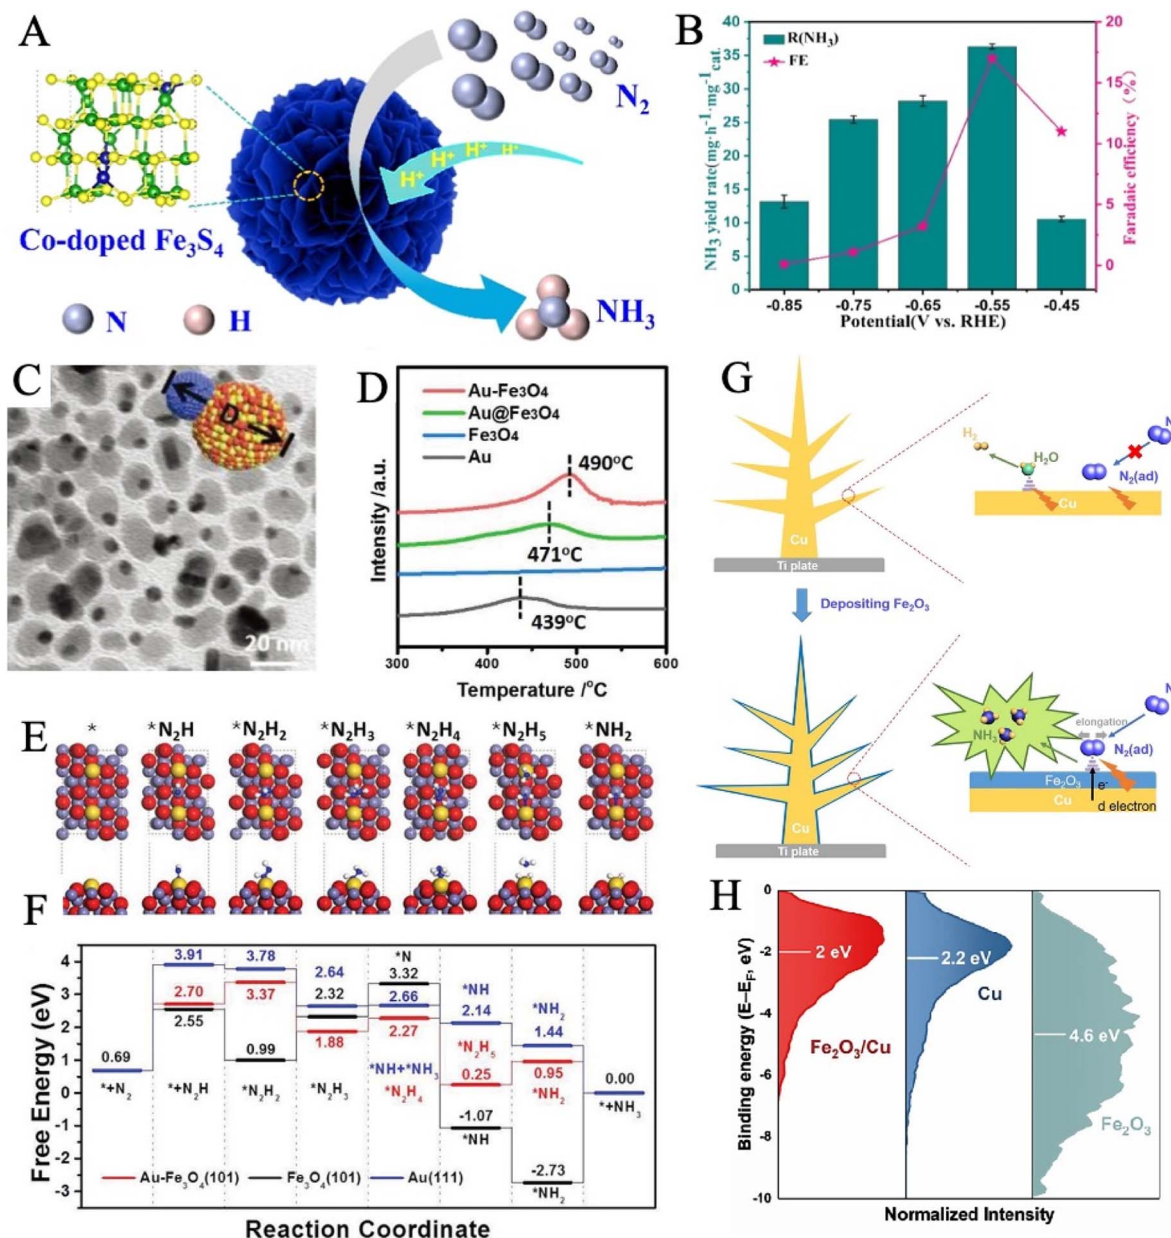 A
N₂
H⁺ H⁺ H⁺ H⁺
Co-doped Fe₃S₄
N
H
NH₃
B
R(NH₃)
FE
NH₃ yield rate(mg·h⁻¹·mg⁻¹cat.
40
35
30
25
20
15
10
5
0
20
15
10
5
0
Faradaic efficiency (%)
-0.85 -0.75 -0.65 -0.55 -0.45
Potential(V vs. RHE)
C
D
20 nm
D
Au-Fe₃O₄
Au@Fe₃O₄
Fe₃O₄
Au
490°C
471°C
439°C
Intensity /a.u.
300 400 500 600
Temperature /°C
G
Cu
Ti plate
H₂
H₂O
N₂(ad)
N
Cu
Depositing Fe₂O₃
Cu
Ti plate
NH₃
elongation
N
N₂(ad)
Fe₂O₃
e⁻
Cu
d electron
E
* *N₂H *N₂H₂ *N₂H₃ *N₂H₄ *N₂H₅ *NH₂
F
Free Energy (eV)
4
3
2
1
0
-1
-2
-3
0.69
*+N₂
3.91
2.70
2.55
*+N₂H
3.78
3.37
0.99
*N₂H₂
2.64
2.32
1.88
*N₂H₃
*N
3.32
2.66
2.27
*NH+*NH₃
*N₂H₄
*NH
2.14
*N₂H₅
0.25
-1.07
*NH
*NH₂
1.44
0.95
*NH₂
-2.73
*NH₂
0.00
*+NH₃
Au-Fe₃O₄(101) Fe₃O₄(101) Au(111)
Reaction Coordinate
H
Binding energy (E–E_F, eV)
0
-2
-4
-6
-8
-10
2 eV
Fe₂O₃/Cu
2.2 eV
Cu
4.6 eV
Fe₂O₃
Normalized Intensity